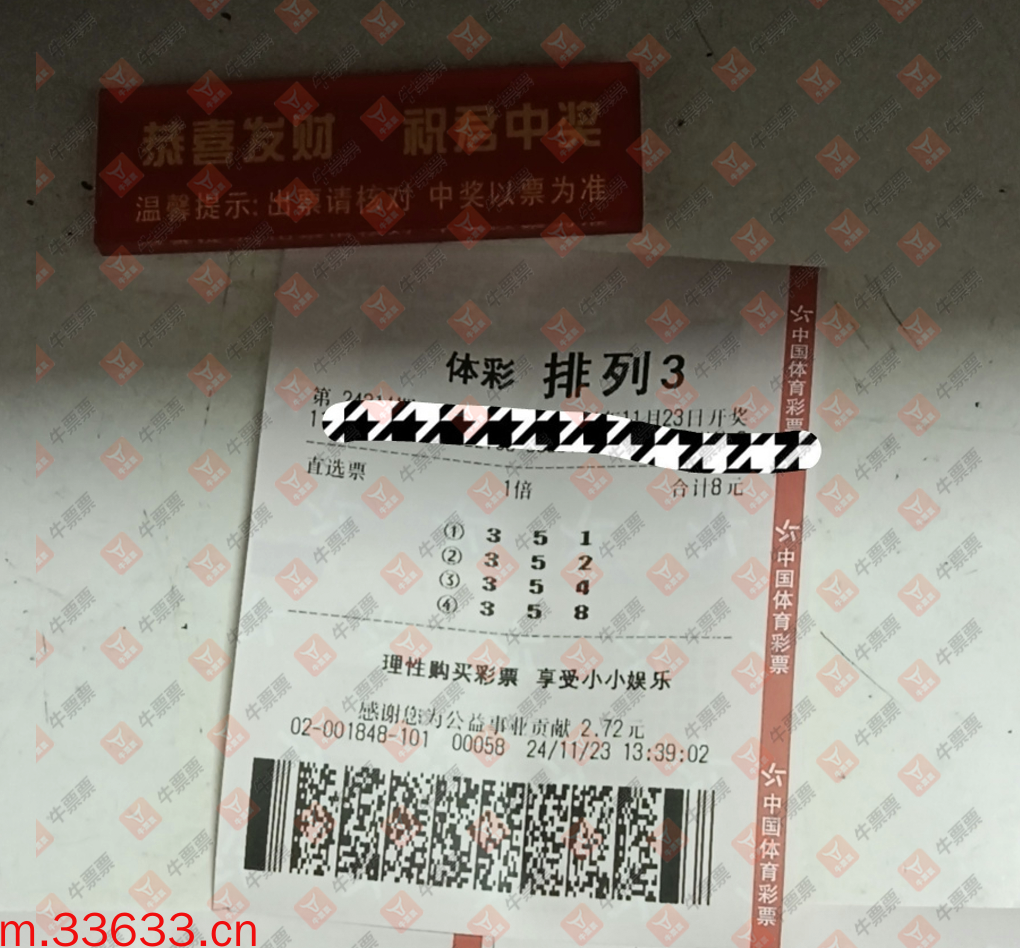 恭喜发财 祝君中奖
温馨提示: 出票请核对 中奖以票为准
体彩 排列3
第
11月23日开奖
直选票 1倍 合计8元
① 3 5 1
② 3 5 2
③ 3 5 4
④ 3 5 8
理性购买彩票 享受小小娱乐
感谢您为公益事业贡献 2.72元
02-001848-101 00058 24/11/23 13:39:02
中国体育彩票
中国体育彩票
中国体育彩票
牛票票
m.33633.cn